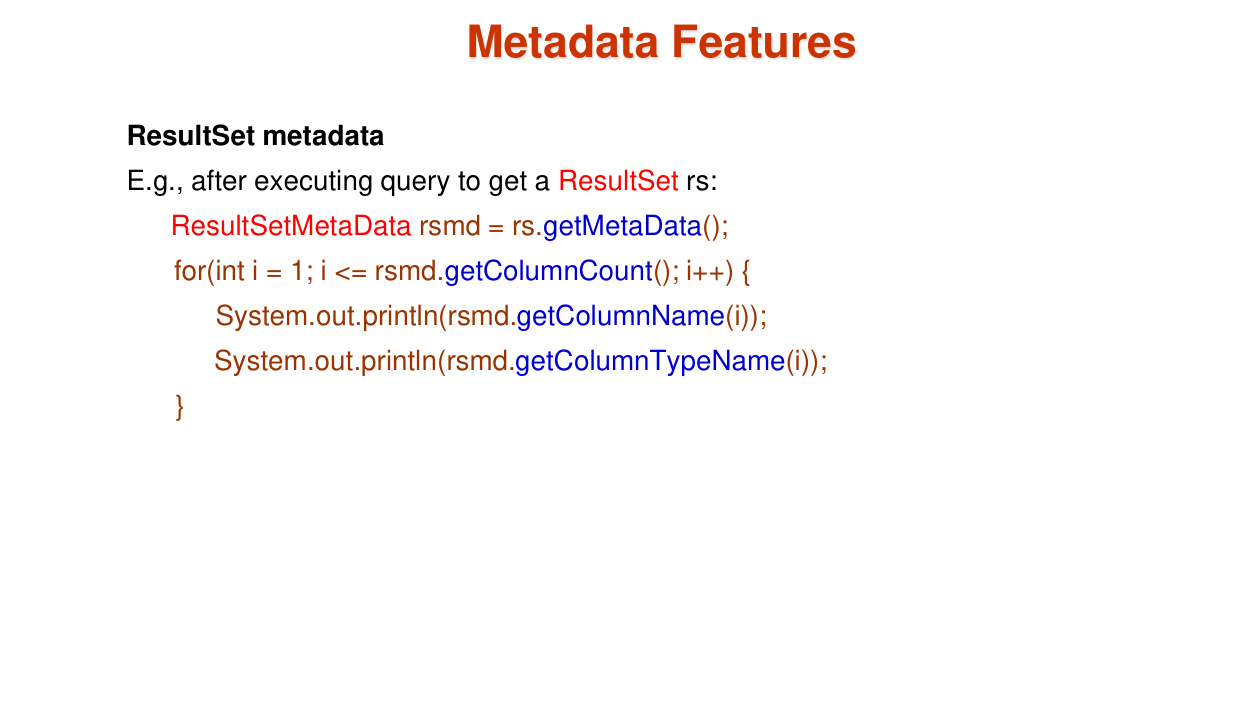 Metadata Features
ResultSet metadata
E.g., after executing query to get a ResultSet rs:
ResultSetMetaData rsmd = rs.getMetaData();
for(int i = 1; i <= rsmd.getColumnCount(); i++) {
System.out.println(rsmd.getColumnName(i));
System.out.println(rsmd.getColumnTypeName(i));
}